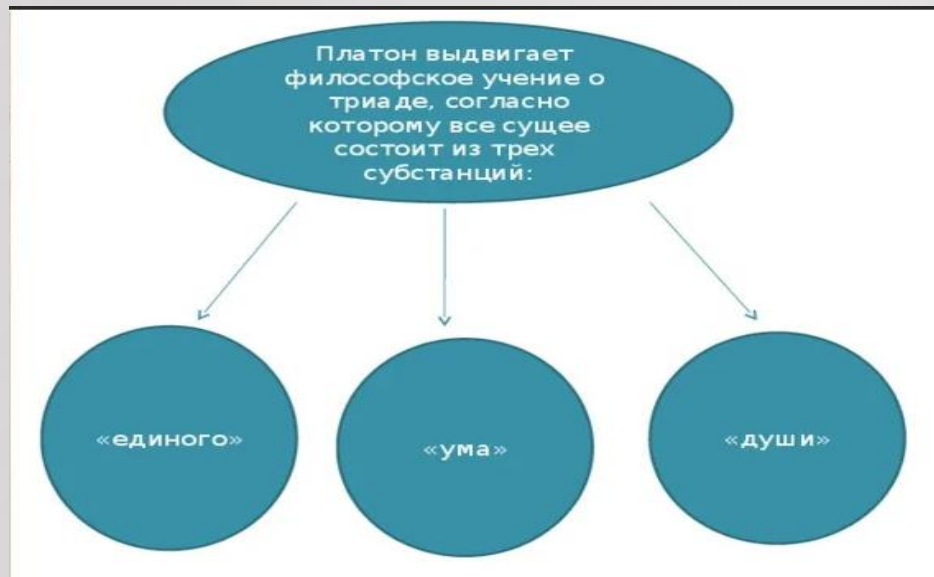 Платон выдвигает
философское учение о
триаде, согласно
которому все сущее
состоит из трех
субстанций:
«единого»
«ума»
«души»